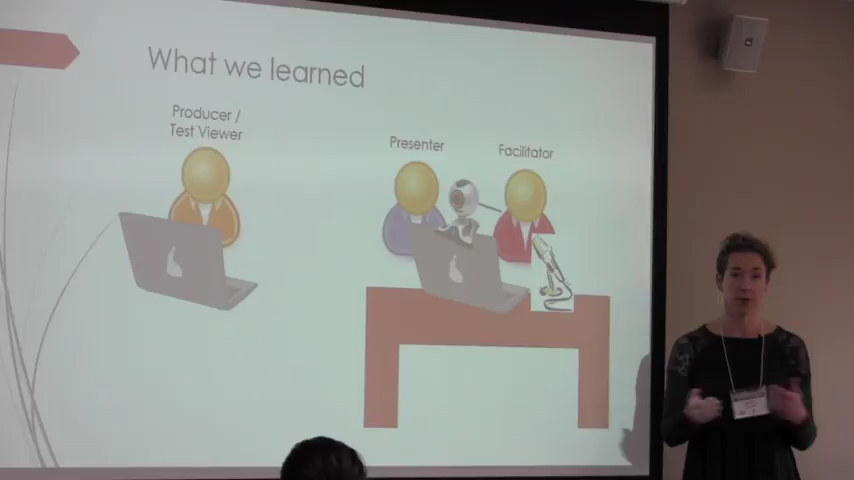 What we learned
Producer /
Test Viewer
Presenter
Facilitator